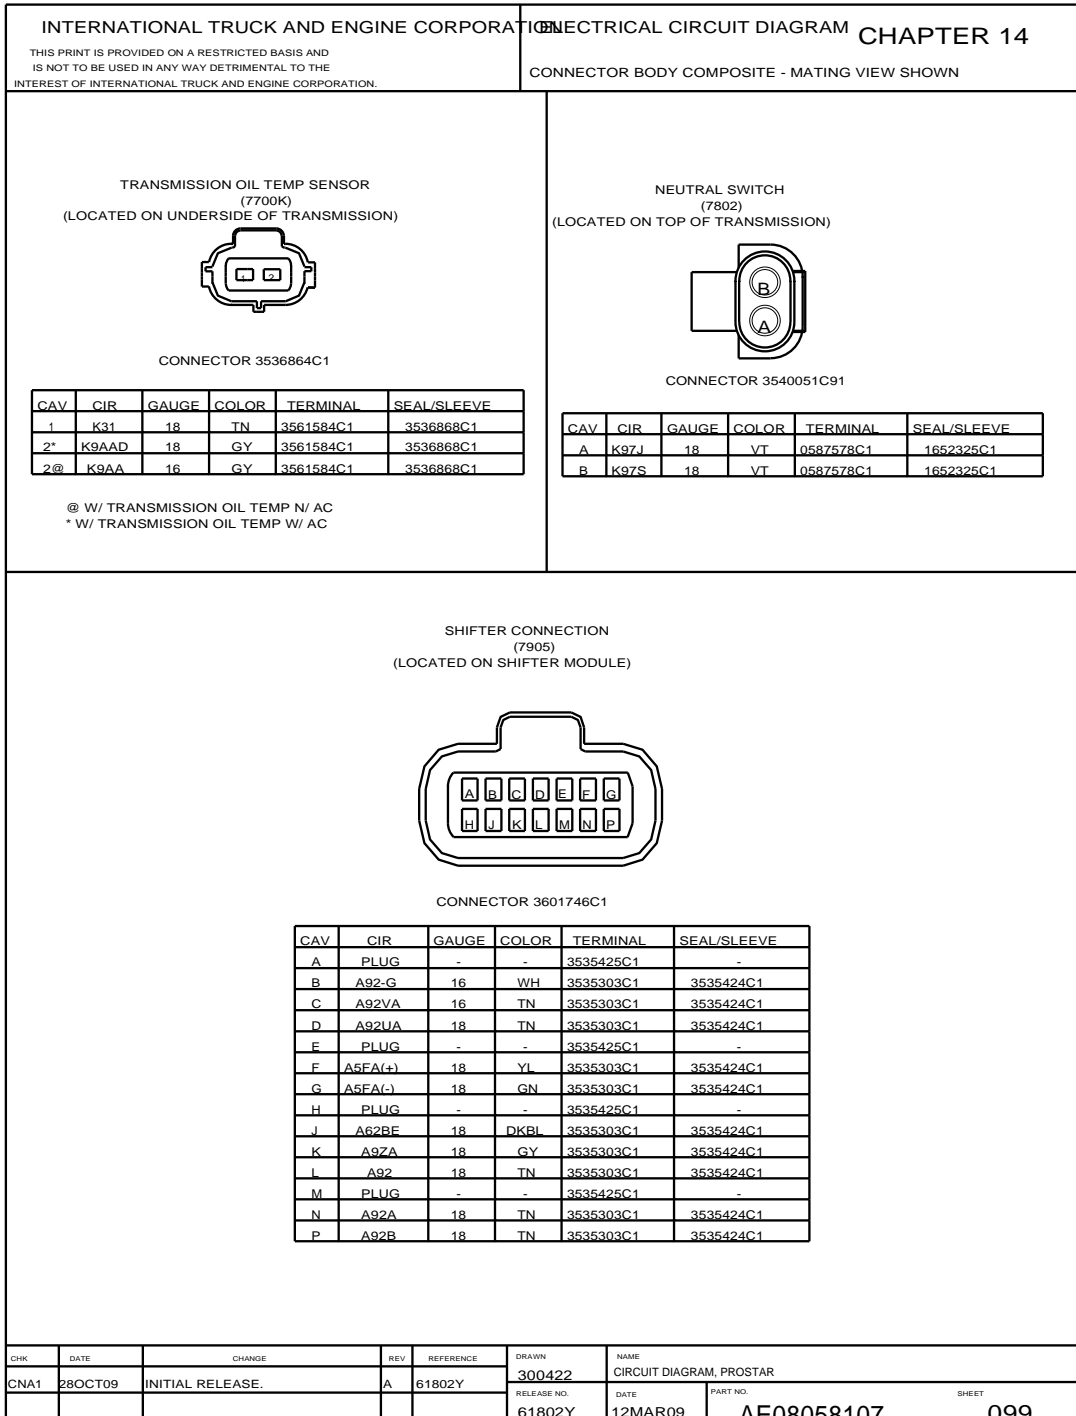 INTERNATIONAL TRUCK AND ENGINE CORPORATION
THIS PRINT IS PROVIDED ON A RESTRICTED BASIS AND
IS NOT TO BE USED IN ANY WAY DETRIMENTAL TO THE
INTEREST OF INTERNATIONAL TRUCK AND ENGINE CORPORATION.
ELECTRICAL CIRCUIT DIAGRAM CHAPTER 14
CONNECTOR BODY COMPOSITE - MATING VIEW SHOWN
TRANSMISSION OIL TEMP SENSOR
(7700K)
(LOCATED ON UNDERSIDE OF TRANSMISSION)
1 2
CONNECTOR 3536864C1
CAV CIR GAUGE COLOR TERMINAL SEAL/SLEEVE
1 K31 18 TN 3561584C1 3536868C1
2* K9AAD 18 GY 3561584C1 3536868C1
2@ K9AA 16 GY 3561584C1 3536868C1
@ W/ TRANSMISSION OIL TEMP N/ AC
* W/ TRANSMISSION OIL TEMP W/ AC
NEUTRAL SWITCH
(7802)
(LOCATED ON TOP OF TRANSMISSION)
B
A
CONNECTOR 3540051C91
CAV CIR GAUGE COLOR TERMINAL SEAL/SLEEVE
A K97J 18 VT 0587578C1 1652325C1
B K97S 18 VT 0587578C1 1652325C1
SHIFTER CONNECTION
(7905)
(LOCATED ON SHIFTER MODULE)
A B C D E F G
H J K L M N P
CONNECTOR 3601746C1
CAV CIR GAUGE COLOR TERMINAL SEAL/SLEEVE
A PLUG - - 3535425C1 -
B A92-G 16 WH 3535303C1 3535424C1
C A92VA 16 TN 3535303C1 3535424C1
D A92UA 18 TN 3535303C1 3535424C1
E PLUG - - 3535425C1 -
F A5FA(+) 18 YL 3535303C1 3535424C1
G A5FA(-) 18 GN 3535303C1 3535424C1
H PLUG - - 3535425C1 -
J A62BE 18 DKBL 3535303C1 3535424C1
K A9ZA 18 GY 3535303C1 3535424C1
L A92 18 TN 3535303C1 3535424C1
M PLUG - - 3535425C1 -
N A92A 18 TN 3535303C1 3535424C1
P A92B 18 TN 3535303C1 3535424C1
CHK DATE CHANGE REV REFERENCE
CNA1 28OCT09 INITIAL RELEASE. A 61802Y
DRAWN
300422
NAME
CIRCUIT DIAGRAM, PROSTAR
RELEASE NO.
61802Y
DATE
12MAR09
PART NO.
AE08058107
SHEET
099